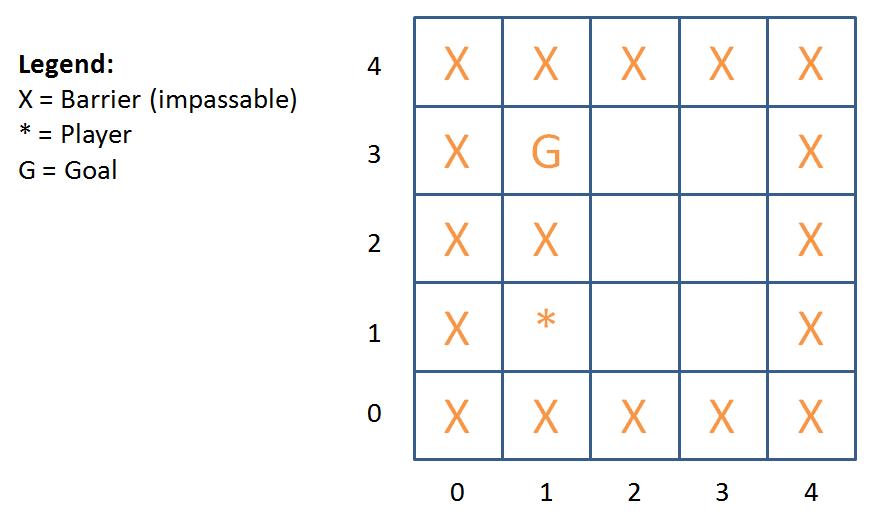 Legend:
X = Barrier (impassable)
* = Player
G = Goal
4 X X X X X
3 X G X
2 X X X
1 X * X
0 X X X X X
0 1 2 3 4